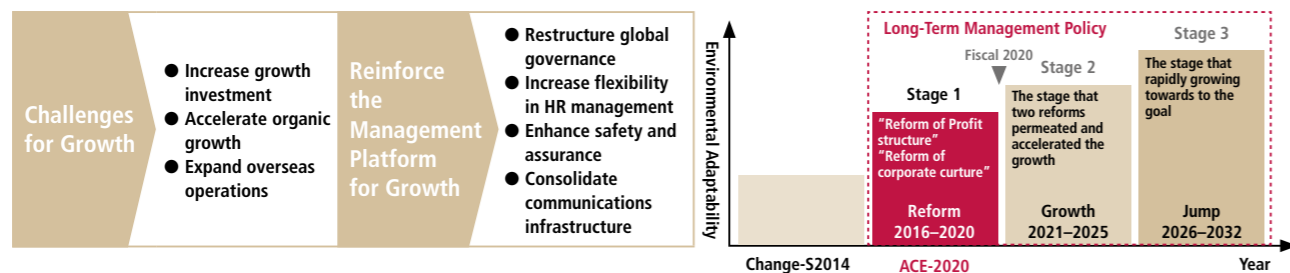 Challenges
for Growth
● Increase growth
investment
● Accelerate organic
growth
● Expand overseas
operations
Reinforce
the
Management
Platform
for Growth
● Restructure global
governance
● Increase flexibility
in HR management
● Enhance safety and
assurance
● Consolidate
communications
infrastructure
Environmental Adaptability
Long-Term Management Policy
Fiscal 2020
Stage 1
"Reform of Profit
structure"
"Reform of
corporate curture"
Reform
2016–2020
Stage 2
The stage that
two reforms
permeated and
accelerated the
growth
Growth
2021–2025
Stage 3
The stage that
rapidly growing
towards to the
goal
Jump
2026–2032
Change-S2014
ACE-2020
Year